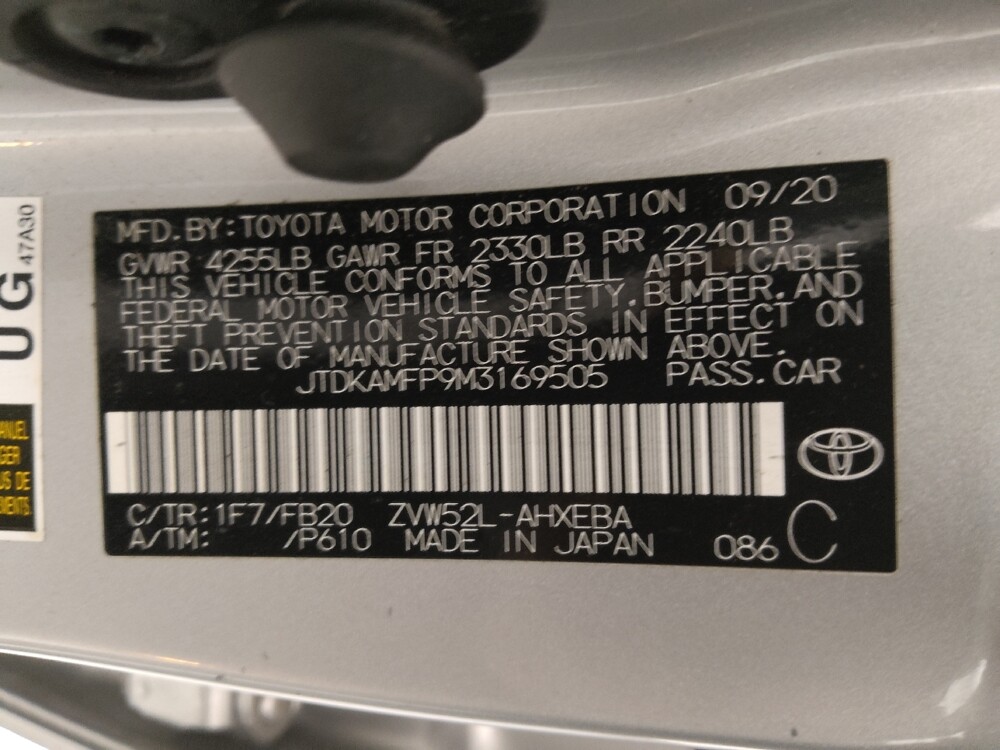 MFD.BY:TOYOTA MOTOR CORPORATION 09/20
GVWR 4255LB GAWR FR 2330LB RR 2240LB
THIS VEHICLE CONFORMS TO ALL APPLICABLE
FEDERAL MOTOR VEHICLE SAFETY,BUMPER,AND
THEFT PREVENTION STANDARDS IN EFFECT ON
THE DATE OF MANUFACTURE SHOWN ABOVE.
JTDKAMFP9M3169505 PASS.CAR
C/TR:1F7/FB20 ZVW52L-AHXEBA
A/TM: /P610 MADE IN JAPAN 086 C
UG
47A30